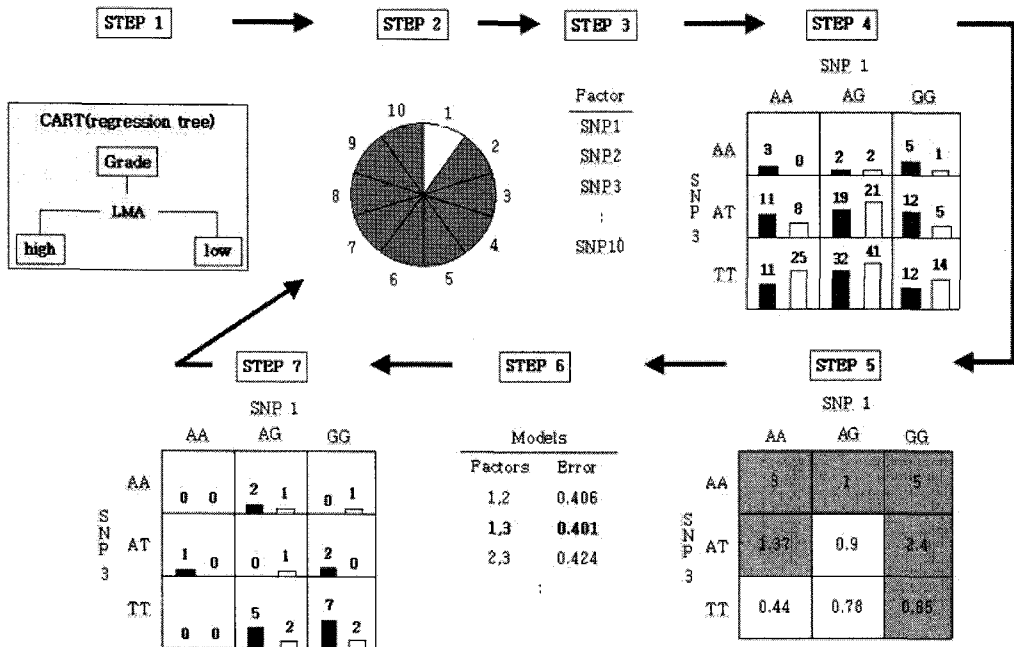 STEP 1
STEP 2
STEP 3
STEP 4
CART(regression tree)
Grade
LMA
high
low
10
1
9
2
8
3
7
4
6
5
Factor
SNP1
SNP2
SNP3
:
SNP10
SNP 1
AA AG GG
SNP 3
AA
3 0 2 2 5 1
AT
11 8 19 21 12 5
TT
11 25 32 41 12 14
STEP 7
STEP 6
STEP 5
SNP 1
AA AG GG
SNP 3
AA
0 0 2 1 0 1
AT
1 0 0 1 2 0
TT
0 0 5 2 7 2
Models
Factors Error
1,2 0.406
1,3 0.401
2,3 0.424
:
SNP 1
AA AG GG
SNP 3
AA 3 1 5
AT 1.37 0.9 2.4
TT 0.44 0.78 0.85